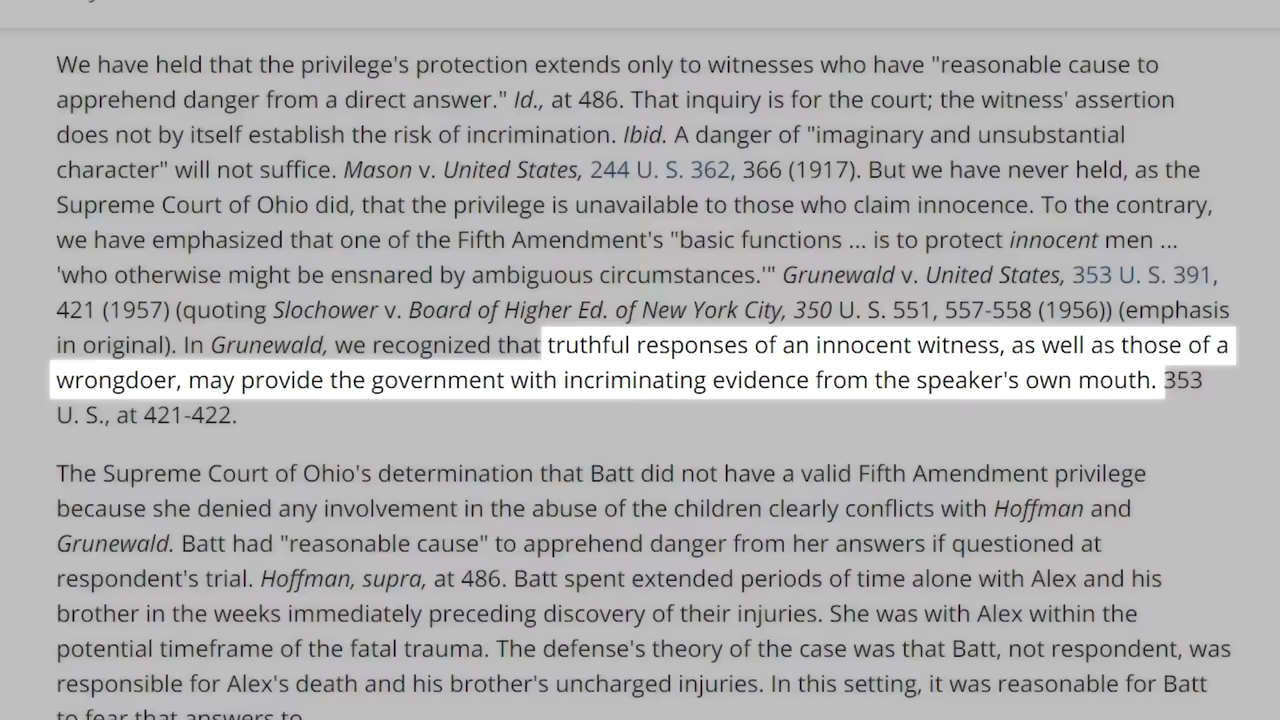 We have held that the privilege's protection extends only to witnesses who have "reasonable cause to
apprehend danger from a direct answer." Id., at 486. That inquiry is for the court; the witness' assertion
does not by itself establish the risk of incrimination. Ibid. A danger of "imaginary and unsubstantial
character" will not suffice. Mason v. United States, 244 U. S. 362, 366 (1917). But we have never held, as the
Supreme Court of Ohio did, that the privilege is unavailable to those who claim innocence. To the contrary,
we have emphasized that one of the Fifth Amendment's "basic functions ... is to protect innocent men ...
'who otherwise might be ensnared by ambiguous circumstances.'" Grunewald v. United States, 353 U. S. 391,
421 (1957) (quoting Slochower v. Board of Higher Ed. of New York City, 350 U. S. 551, 557-558 (1956)) (emphasis
in original). In Grunewald, we recognized that truthful responses of an innocent witness, as well as those of a
wrongdoer, may provide the government with incriminating evidence from the speaker's own mouth. 353
U. S., at 421-422.
The Supreme Court of Ohio's determination that Batt did not have a valid Fifth Amendment privilege
because she denied any involvement in the abuse of the children clearly conflicts with Hoffman and
Grunewald. Batt had "reasonable cause" to apprehend danger from her answers if questioned at
respondent's trial. Hoffman, supra, at 486. Batt spent extended periods of time alone with Alex and his
brother in the weeks immediately preceding discovery of their injuries. She was with Alex within the
potential timeframe of the fatal trauma. The defense's theory of the case was that Batt, not respondent, was
responsible for Alex's death and his brother's uncharged injuries. In this setting, it was reasonable for Batt
to fear that answers to